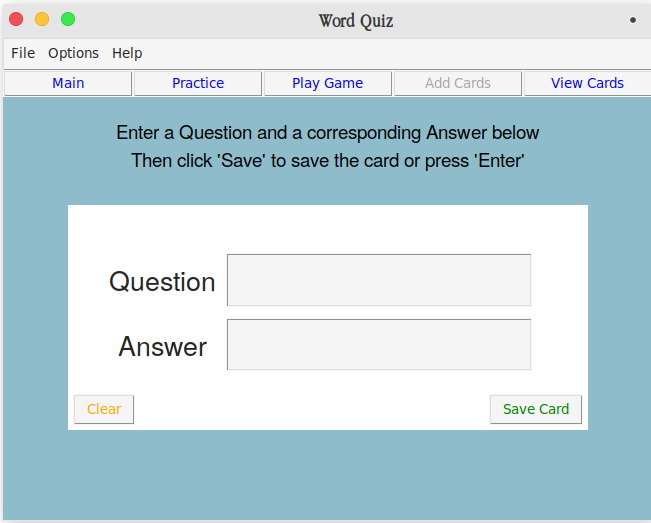 Word Quiz
File Options Help
Main Practice Play Game Add Cards View Cards
Enter a Question and a corresponding Answer below
Then click 'Save' to save the card or press 'Enter'
Question
Answer
Clear Save Card